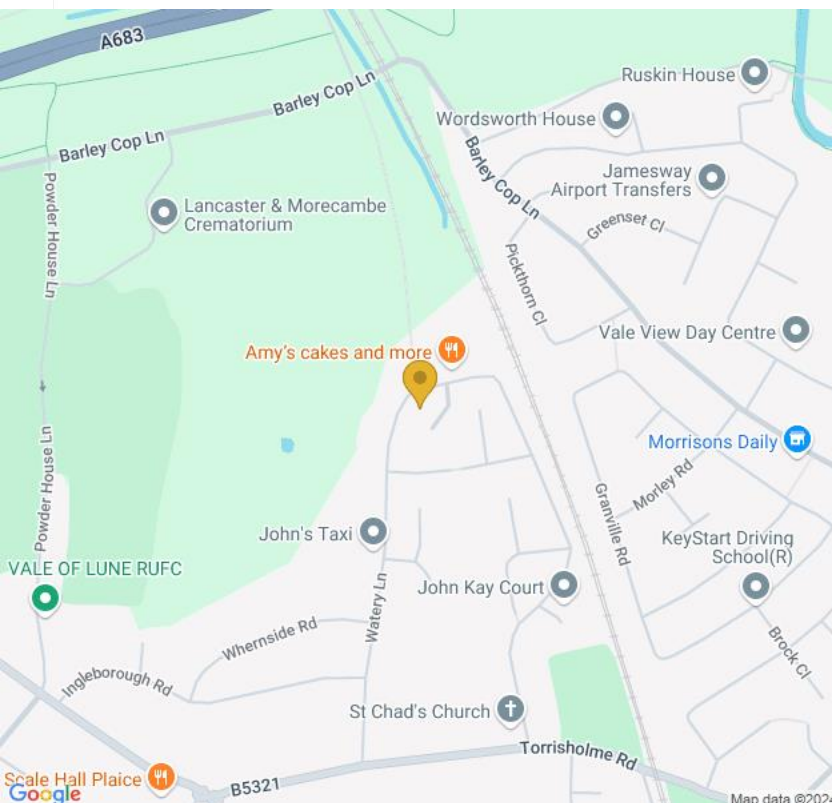 A683
Barley Cop Ln
Ruskin House
Wordsworth House
Barley Cop Ln
Barley Cop Ln
Jamesway
Airport Transfers
Powder House Ln
Lancaster & Morecambe
Crematorium
Greenset Cl
Pickthorn Cl
Vale View Day Centre
Amy's cakes and more
Morrisons Daily
Morley Rd
Granville Rd
Powder House Ln
John's Taxi
KeyStart Driving
School(R)
VALE OF LUNE RUFC
John Kay Court
Watery Ln
Whernside Rd
Brock Cl
Ingleborough Rd
St Chad's Church
Torrisholme Rd
Scale Hall Plaice
B5321
Google
Map data ©2024